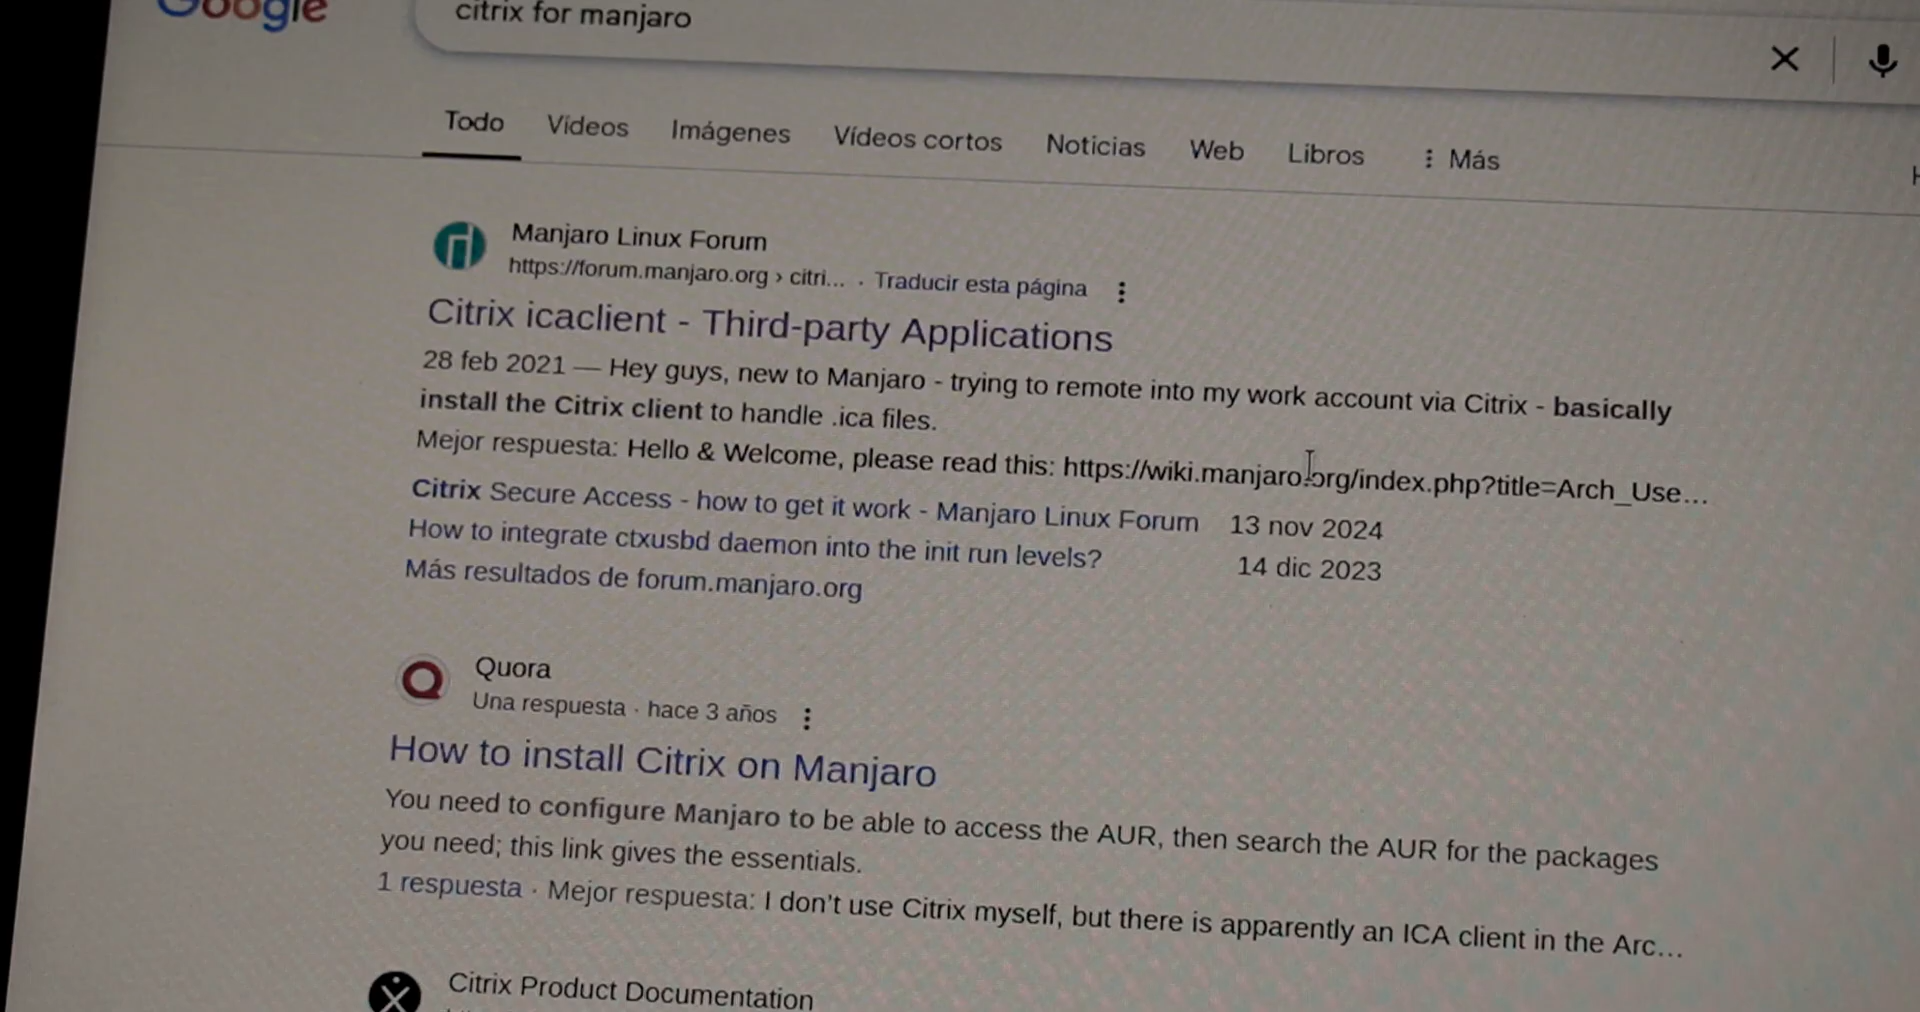 Google
citrix for manjaro
Todo Vídeos Imágenes Vídeos cortos Noticias Web Libros Más
Manjaro Linux Forum
https://forum.manjaro.org › citri... · Traducir esta página
Citrix icaclient - Third-party Applications
28 feb 2021 — Hey guys, new to Manjaro - trying to remote into my work account via Citrix - basically
install the Citrix client to handle .ica files.
Mejor respuesta: Hello & Welcome, please read this: https://wiki.manjaro.org/index.php?title=Arch_Use...
Citrix Secure Access - how to get it work - Manjaro Linux Forum 13 nov 2024
How to integrate ctxusbd daemon into the init run levels? 14 dic 2023
Más resultados de forum.manjaro.org
Quora
Una respuesta · hace 3 años
How to install Citrix on Manjaro
You need to configure Manjaro to be able to access the AUR, then search the AUR for the packages
you need; this link gives the essentials.
1 respuesta · Mejor respuesta: I don't use Citrix myself, but there is apparently an ICA client in the Arc...
Citrix Product Documentation